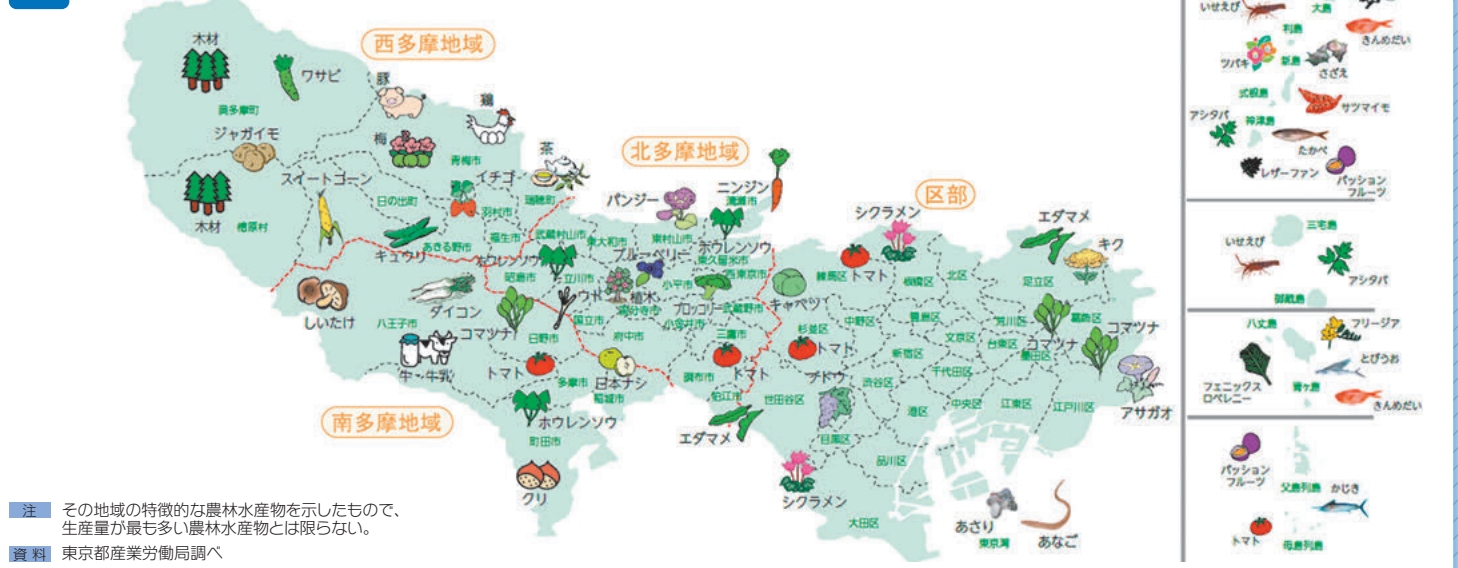 西多摩地域
木材
ワサビ
豚
鶏
奥多摩町
ジャガイモ
梅
青梅市
茶
スイートコーン
イチゴ
日の出町
羽村市
瑞穂町
木材
檜原村
キュウリ
あきる野市
福生市
北多摩地域
パンジー
ニンジン
清瀬市
武蔵村山市
東大和市
東村山市
ホウレンソウ
ブルーベリー
東久留米市
ホウレンソウ
昭島市
立川市
小平市
西東京市
ウド
植木
国分寺市
ブロッコリー
小金井市
武蔵野市
国立市
府中市
三鷹市
日本ナシ
稲城市
調布市
トマト
狛江市
エダマメ
しいたけ
ダイコン
八王子市
コマツナ
日野市
牛・牛乳
トマト
多摩市
南多摩地域
ホウレンソウ
町田市
クリ
区部
シクラメン
エダマメ
キク
キャベツ
練馬区
トマト
板橋区
北区
足立区
杉並区
中野区
豊島区
荒川区
葛飾区
トマト
文京区
台東区
コマツナ
墨田区
コマツナ
新宿区
千代田区
ブドウ
渋谷区
世田谷区
港区
中央区
江東区
江戸川区
アサガオ
目黒区
品川区
シクラメン
大田区
あさり
東京湾
あなご
いせえび
大島
利島
きんめだい
ツバキ
新島
さざえ
式根島
サツマイモ
アシタバ
神津島
たかべ
レザーファン
パッション
フルーツ
三宅島
いせえび
アシタバ
御蔵島
八丈島
フリージア
とびうお
フェニックス
ロベレニー
青ヶ島
きんめだい
パッション
フルーツ
父島列島
かじき
トマト
母島列島
注 その地域の特徴的な農林水産物を示したもので、
生産量が最も多い農林水産物とは限らない。
資料 東京都産業労働局調べ